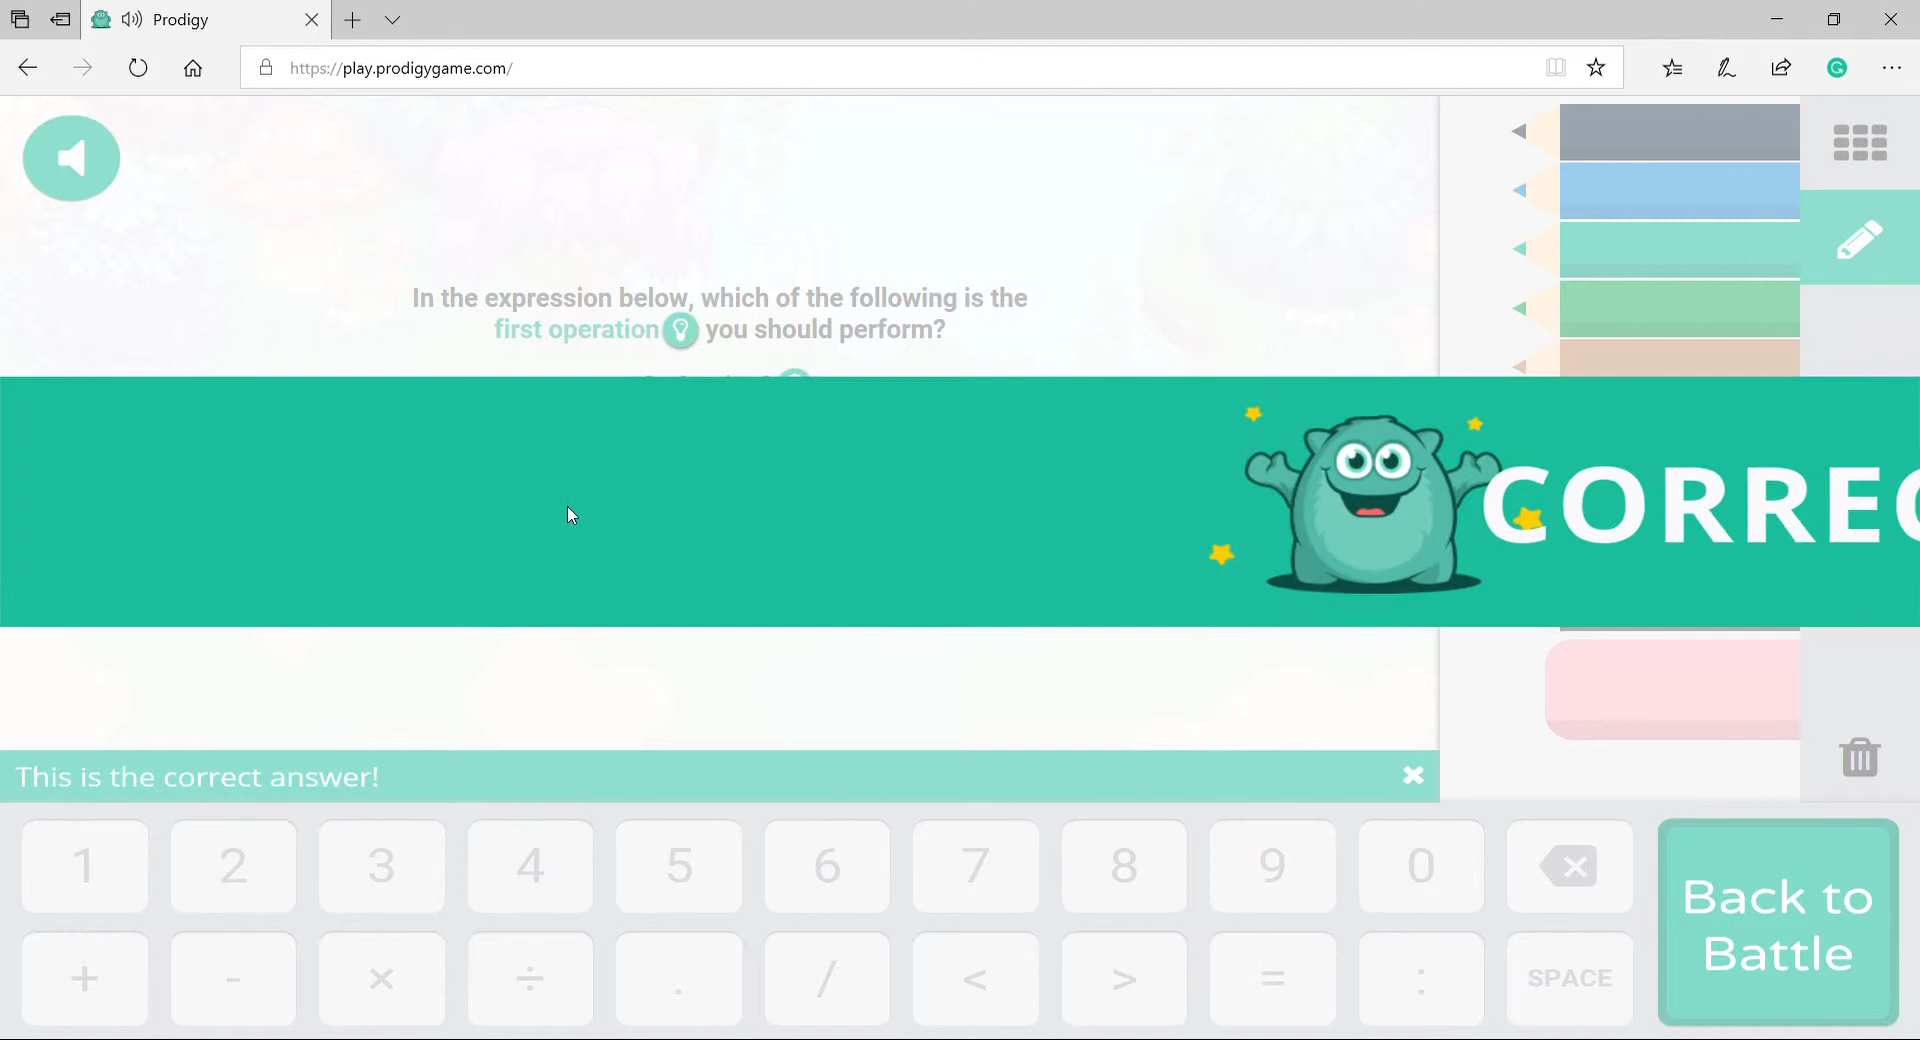 Prodigy
https://play.prodigygame.com/
In the expression below, which of the following is the
first operation you should perform?
CORREC
This is the correct answer!
1 2 3 4 5 6 7 8 9 0
Back to
Battle
+ - × ÷ . / < > = : SPACE